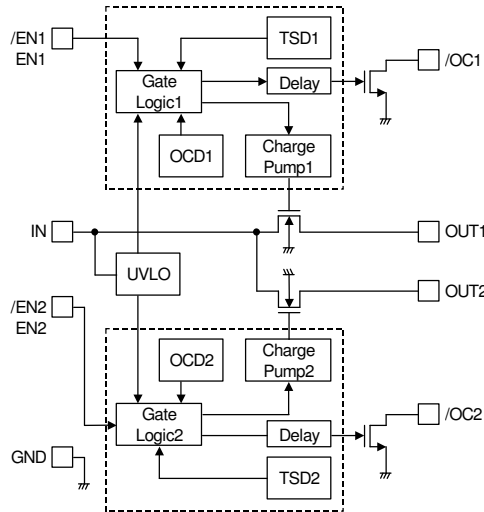 /EN1
EN1
TSD1
/OC1
Gate
Logic1
Delay
OCD1
Charge
Pump1
IN
OUT1
UVLO
OUT2
/EN2
EN2
OCD2
Charge
Pump2
Gate
Logic2
/OC2
Delay
GND
TSD2